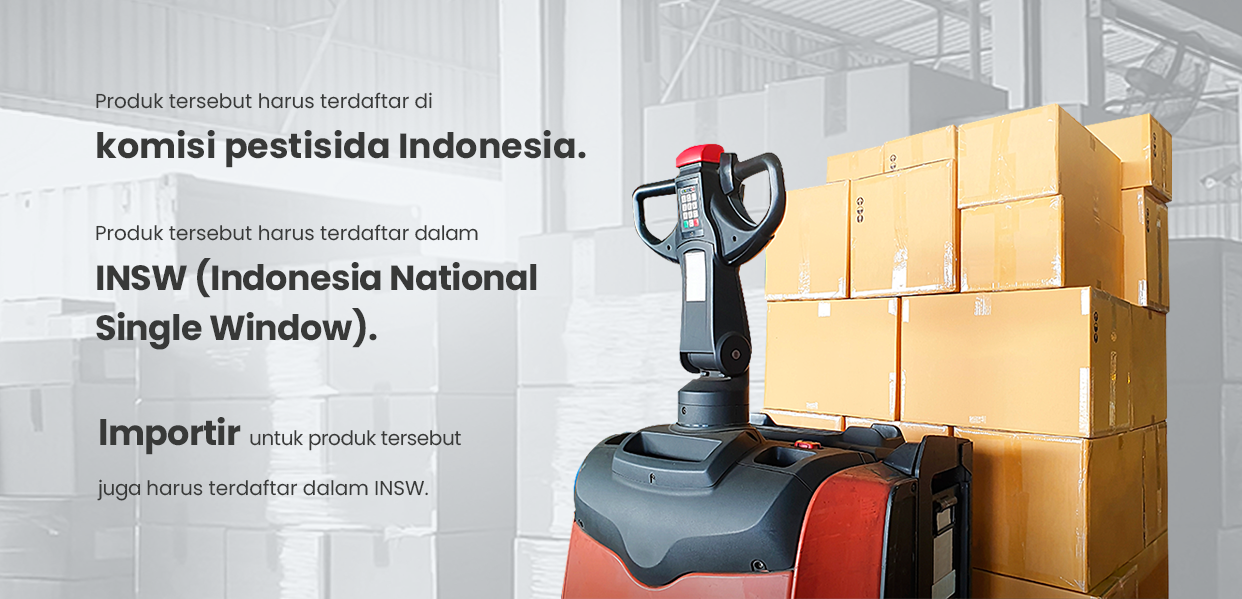 Produk tersebut harus terdaftar di
komisi pestisida Indonesia.
Produk tersebut harus terdaftar dalam
INSW (Indonesia National
Single Window).
Importir untuk produk tersebut
juga harus terdaftar dalam INSW.